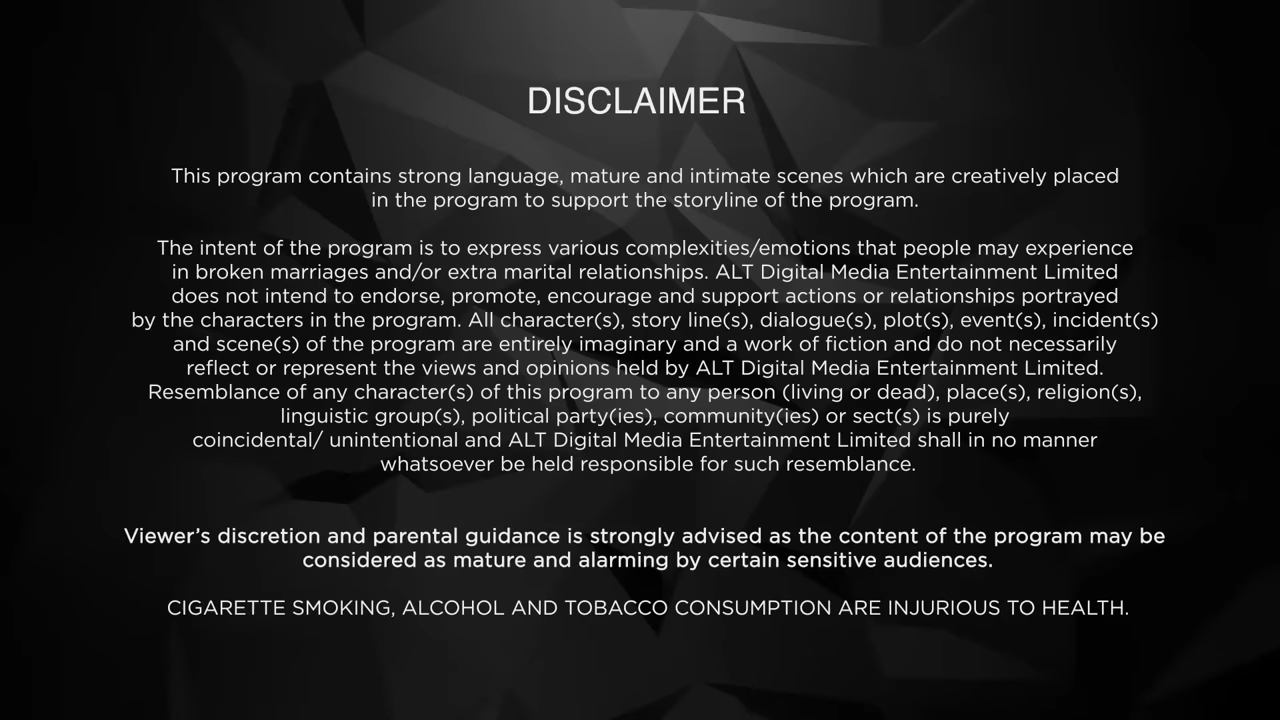 DISCLAIMER
This program contains strong language, mature and intimate scenes which are creatively placed
in the program to support the storyline of the program.
The intent of the program is to express various complexities/emotions that people may experience
in broken marriages and/or extra marital relationships. ALT Digital Media Entertainment Limited
does not intend to endorse, promote, encourage and support actions or relationships portrayed
by the characters in the program. All character(s), story line(s), dialogue(s), plot(s), event(s), incident(s)
and scene(s) of the program are entirely imaginary and a work of fiction and do not necessarily
reflect or represent the views and opinions held by ALT Digital Media Entertainment Limited.
Resemblance of any character(s) of this program to any person (living or dead), place(s), religion(s),
linguistic group(s), political party(ies), community(ies) or sect(s) is purely
coincidental/ unintentional and ALT Digital Media Entertainment Limited shall in no manner
whatsoever be held responsible for such resemblance.
Viewer’s discretion and parental guidance is strongly advised as the content of the program may be
considered as mature and alarming by certain sensitive audiences.
CIGARETTE SMOKING, ALCOHOL AND TOBACCO CONSUMPTION ARE INJURIOUS TO HEALTH.